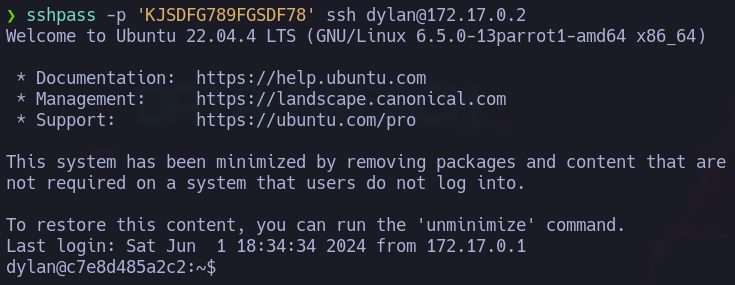 ❯ sshpass -p 'KJSDFG789FGSDF78' ssh dylan@172.17.0.2
Welcome to Ubuntu 22.04.4 LTS (GNU/Linux 6.5.0-13parrot1-amd64 x86_64)
* Documentation:  https://help.ubuntu.com
* Management:     https://landscape.canonical.com
* Support:        https://ubuntu.com/pro
This system has been minimized by removing packages and content that are
not required on a system that users do not log into.
To restore this content, you can run the 'unminimize' command.
Last login: Sat Jun  1 18:34:34 2024 from 172.17.0.1
dylan@c7e8d485a2c2:~$